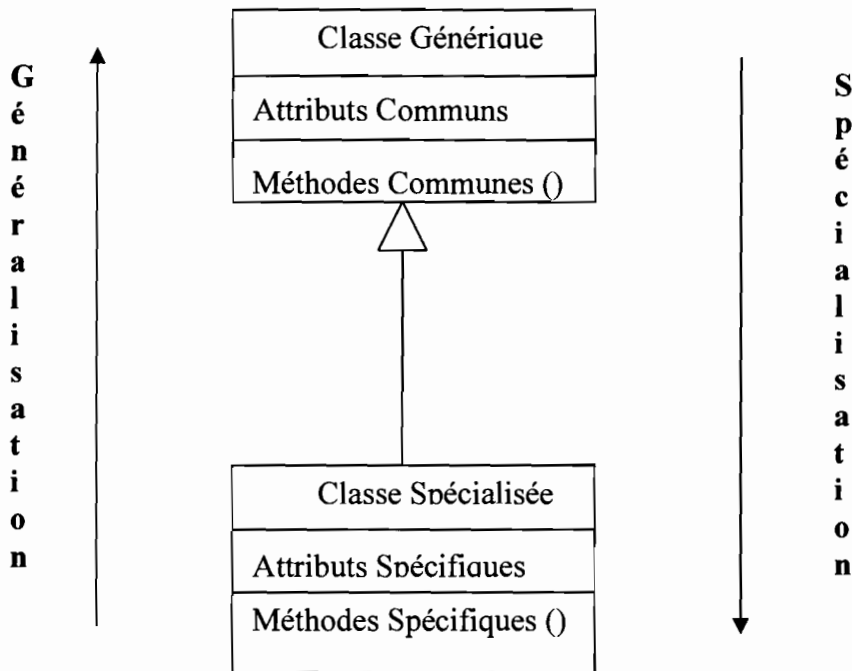 Généralisation
Classe Générique
Attributs Communs
Méthodes Communes ()
Classe Spécialisée
Attributs Spécifiques
Méthodes Spécifiques ()
Spécialisation